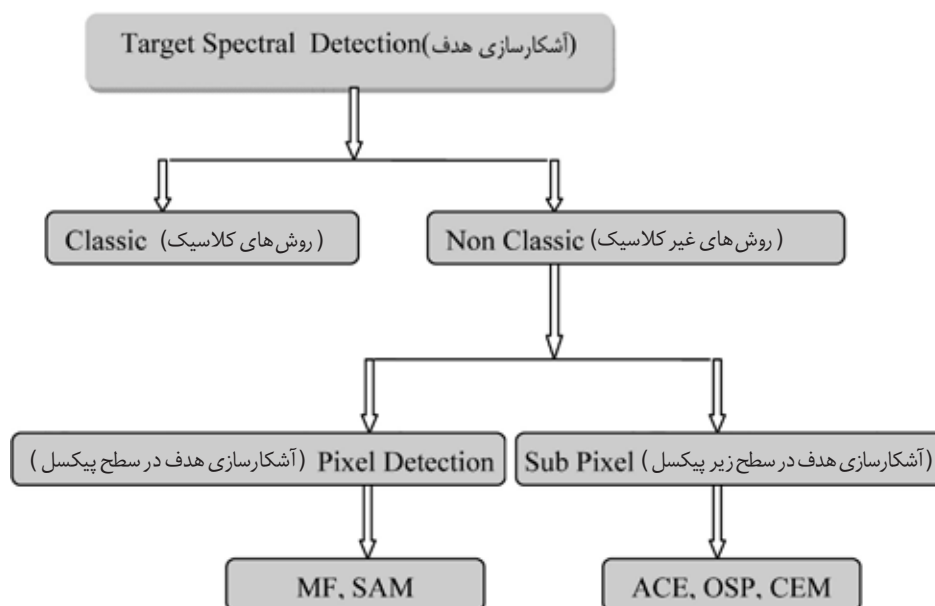 Target Spectral Detection(آشکارسازی هدف)
Classic (روش‌های کلاسیک)
Non Classic (روش‌های غیر کلاسیک)
(آشکارسازی هدف در سطح پیکسل) Pixel Detection
Sub Pixel (آشکارسازی هدف در سطح زیر پیکسل)
MF, SAM
ACE, OSP, CEM